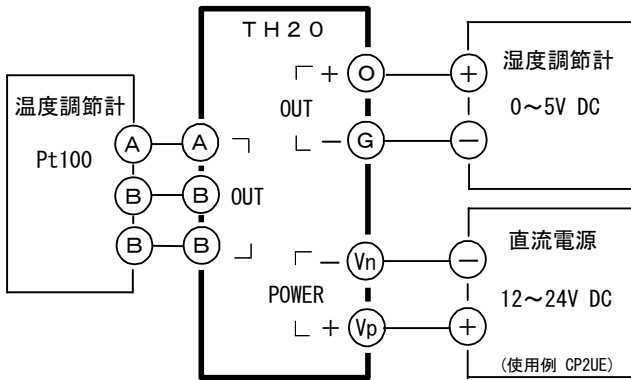 TH20
温度調節計
Pt100
A
B
B
A
B
B
OUT
+
OUT
−
O
G
+
−
湿度調節計
0～5V DC
−
POWER
+
Vn
Vp
−
+
直流電源
12～24V DC
(使用例 CP2UE)